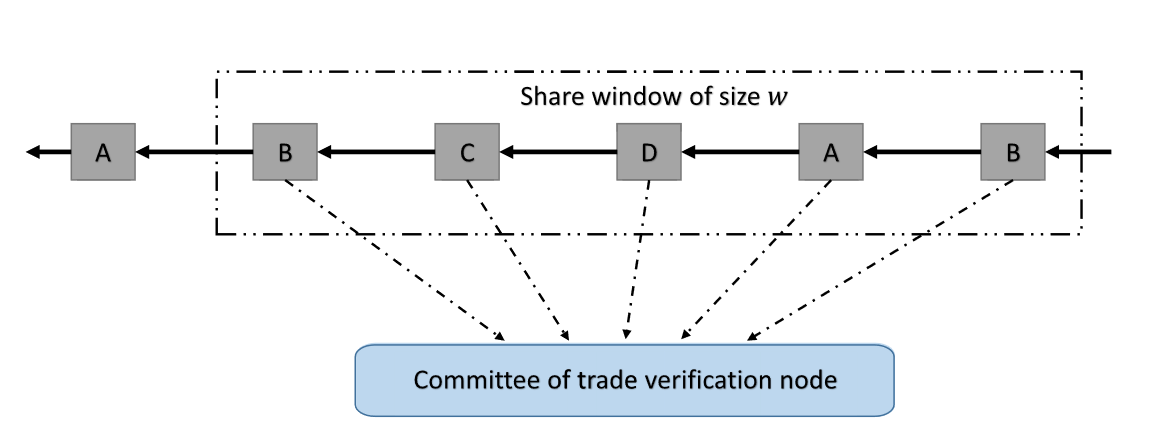 Share window of size w
A B C D A B
Committee of trade verification node